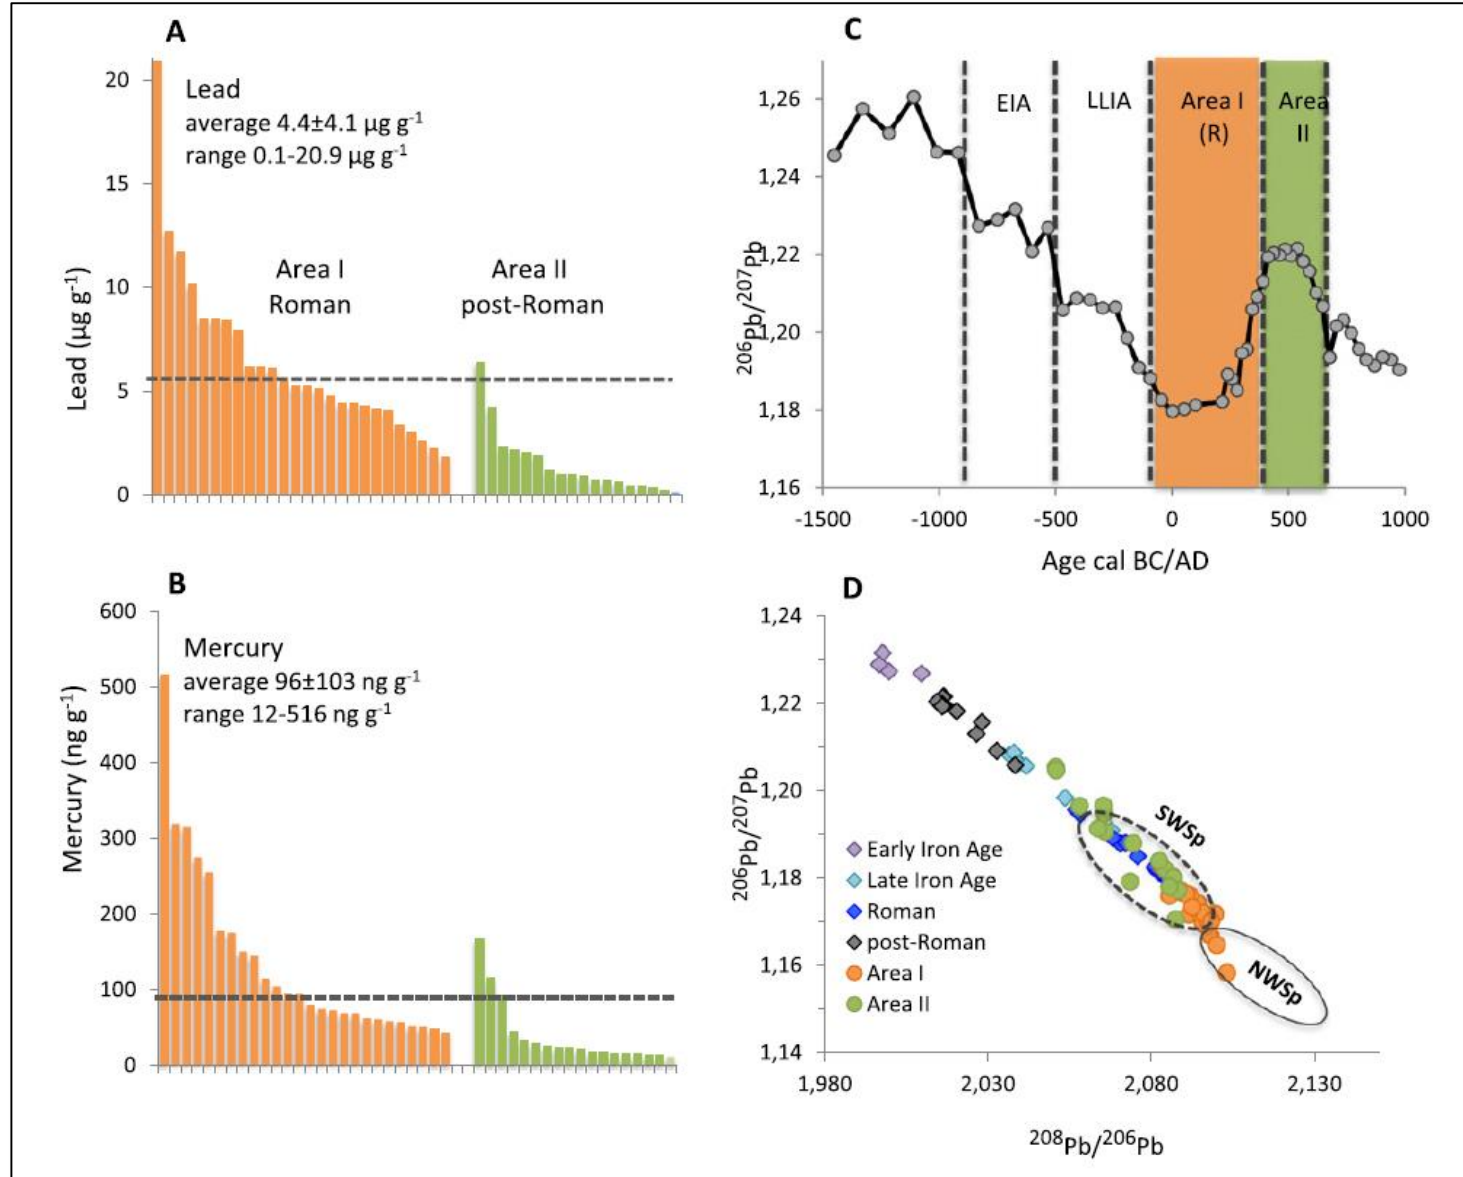 A
Lead
average 4.4±4.1 µg g-1
range 0.1-20.9 µg g-1
Area I
Roman
Area II
post-Roman
Lead (µg g-1)
20
15
10
5
0
B
Mercury
average 96±103 ng g-1
range 12-516 ng g-1
Mercury (ng g-1)
600
500
400
300
200
100
0
C
EIA
LLIA
Area I
(R)
Area
II
206Pb/207Pb
1,26
1,24
1,22
1,20
1,18
1,16
-1500
-1000
-500
0
500
1000
Age cal BC/AD
D
206Pb/207Pb
1,24
1,22
1,20
1,18
1,16
1,14
SWSp
NWSp
Early Iron Age
Late Iron Age
Roman
post-Roman
Area I
Area II
1,980
2,030
2,080
2,130
208Pb/206Pb